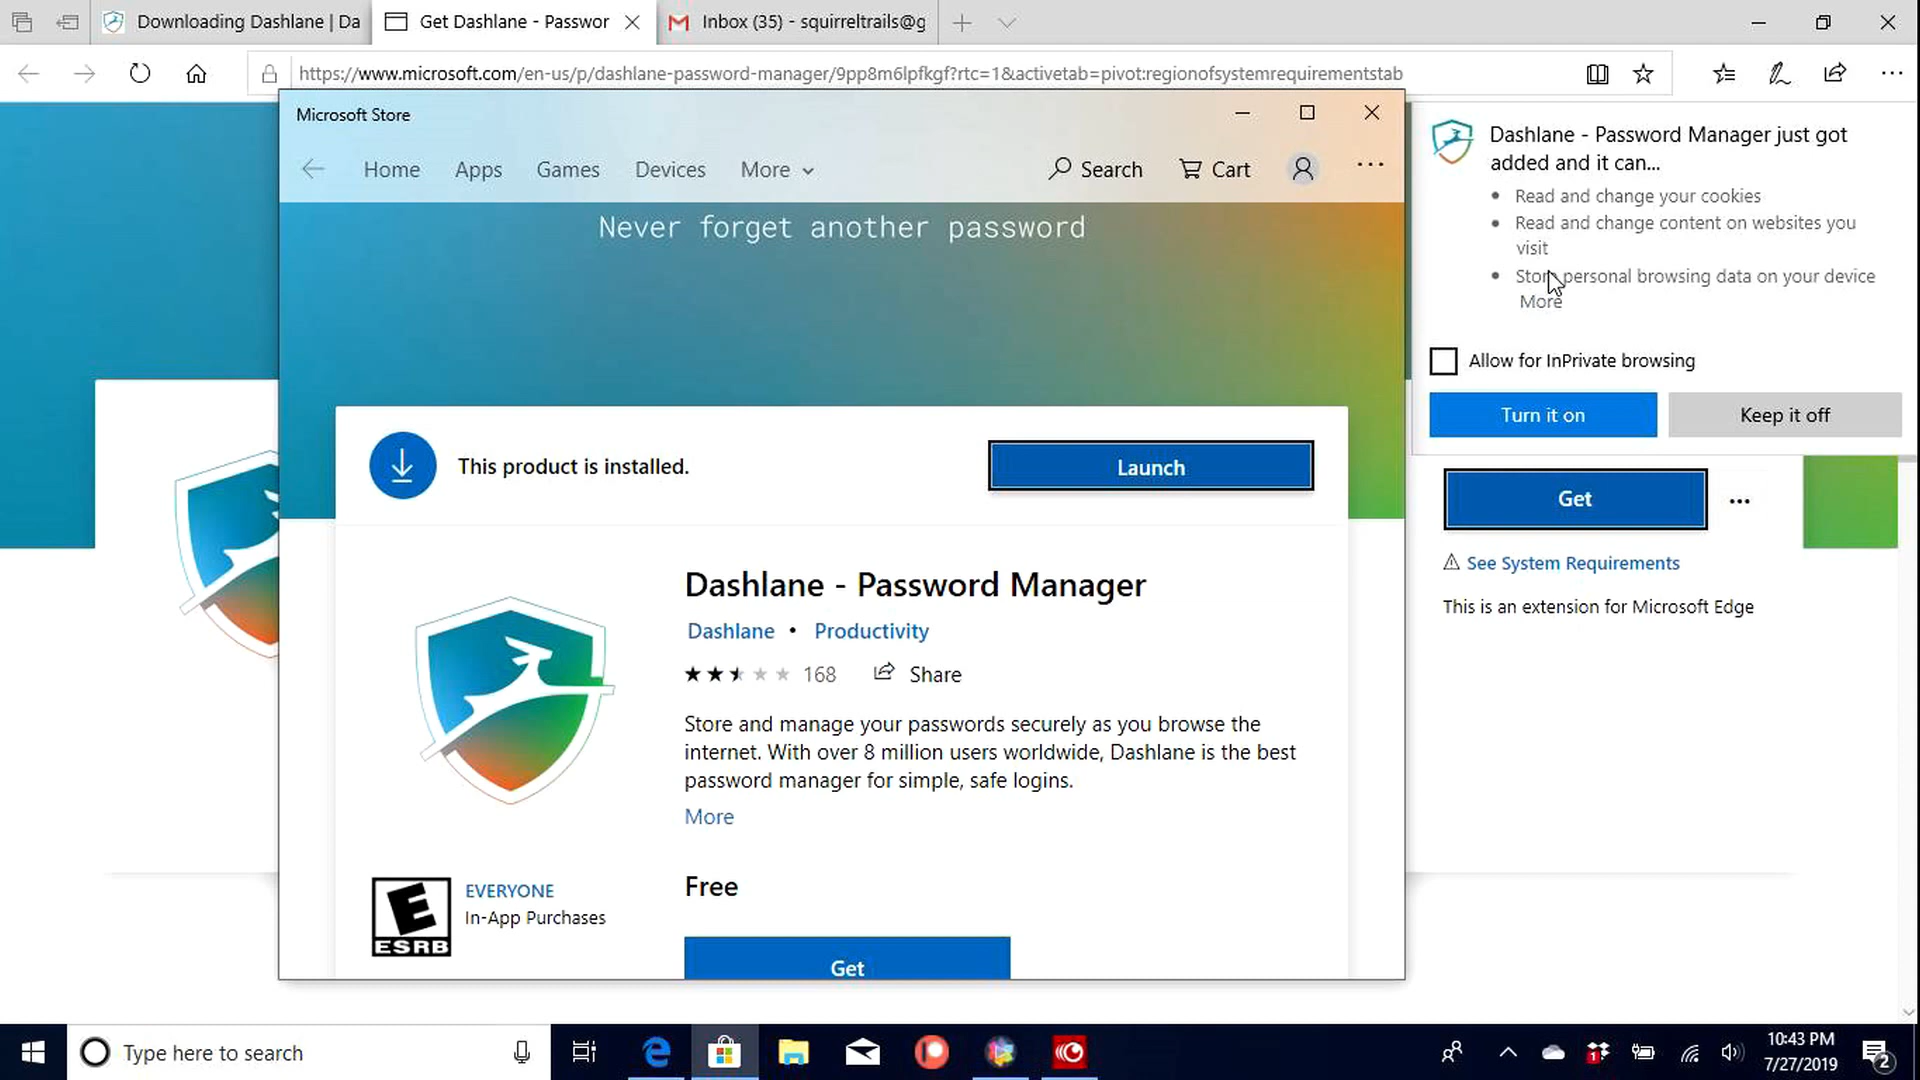 Downloading Dashlane | Da
Get Dashlane - Passwor
Inbox (35) - squirreltrails@g
https://www.microsoft.com/en-us/p/dashlane-password-manager/9pp8m6lpfkgf?rtc=1&activetab=pivot:regionofsystemrequirementstab
Microsoft Store
Home
Apps
Games
Devices
More
Search
Cart
Never forget another password
This product is installed.
Launch
Dashlane - Password Manager
Dashlane • Productivity
168
Share
Store and manage your passwords securely as you browse the
internet. With over 8 million users worldwide, Dashlane is the best
password manager for simple, safe logins.
More
E
ESRB
EVERYONE
In-App Purchases
Free
Get
Dashlane - Password Manager just got
added and it can...
• Read and change your cookies
• Read and change content on websites you
visit
• Store personal browsing data on your device
More
Allow for InPrivate browsing
Turn it on
Keep it off
Get
See System Requirements
This is an extension for Microsoft Edge
Type here to search
1
10:43 PM
7/27/2019
2